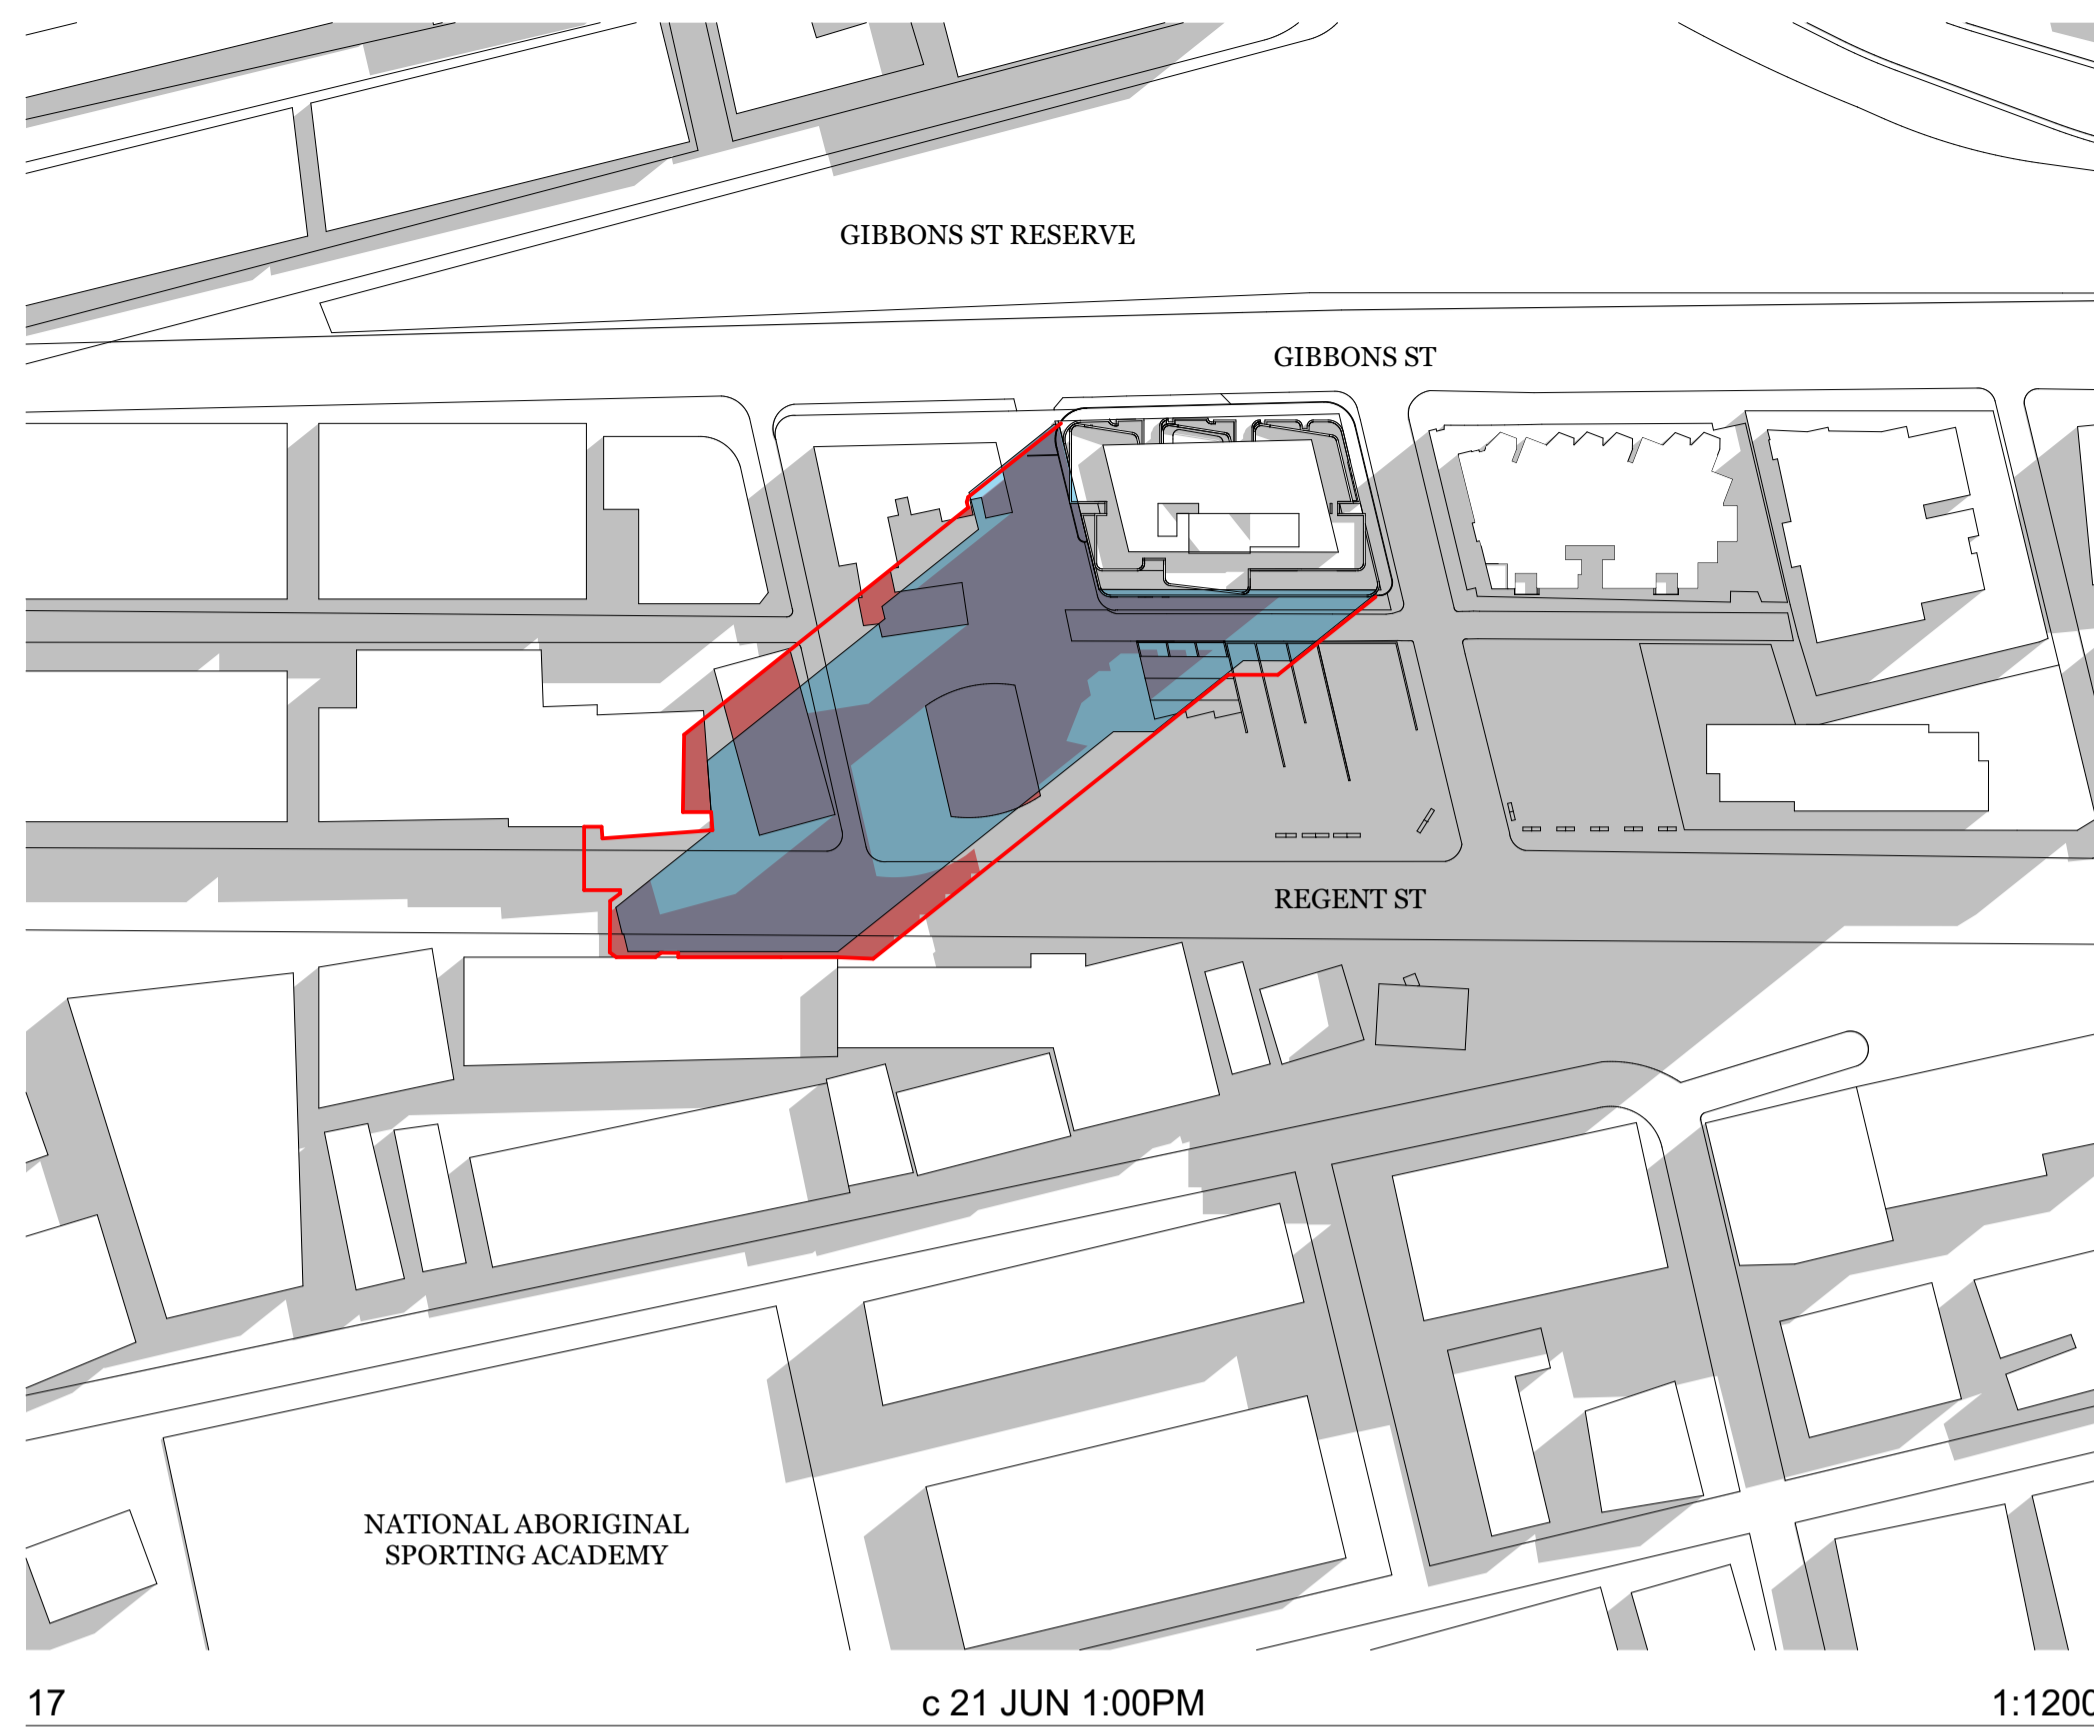 GIBBONS ST RESERVE
GIBBONS ST
REGENT ST
NATIONAL ABORIGINAL
SPORTING ACADEMY
17
c 21 JUN 1:00PM
1:1200